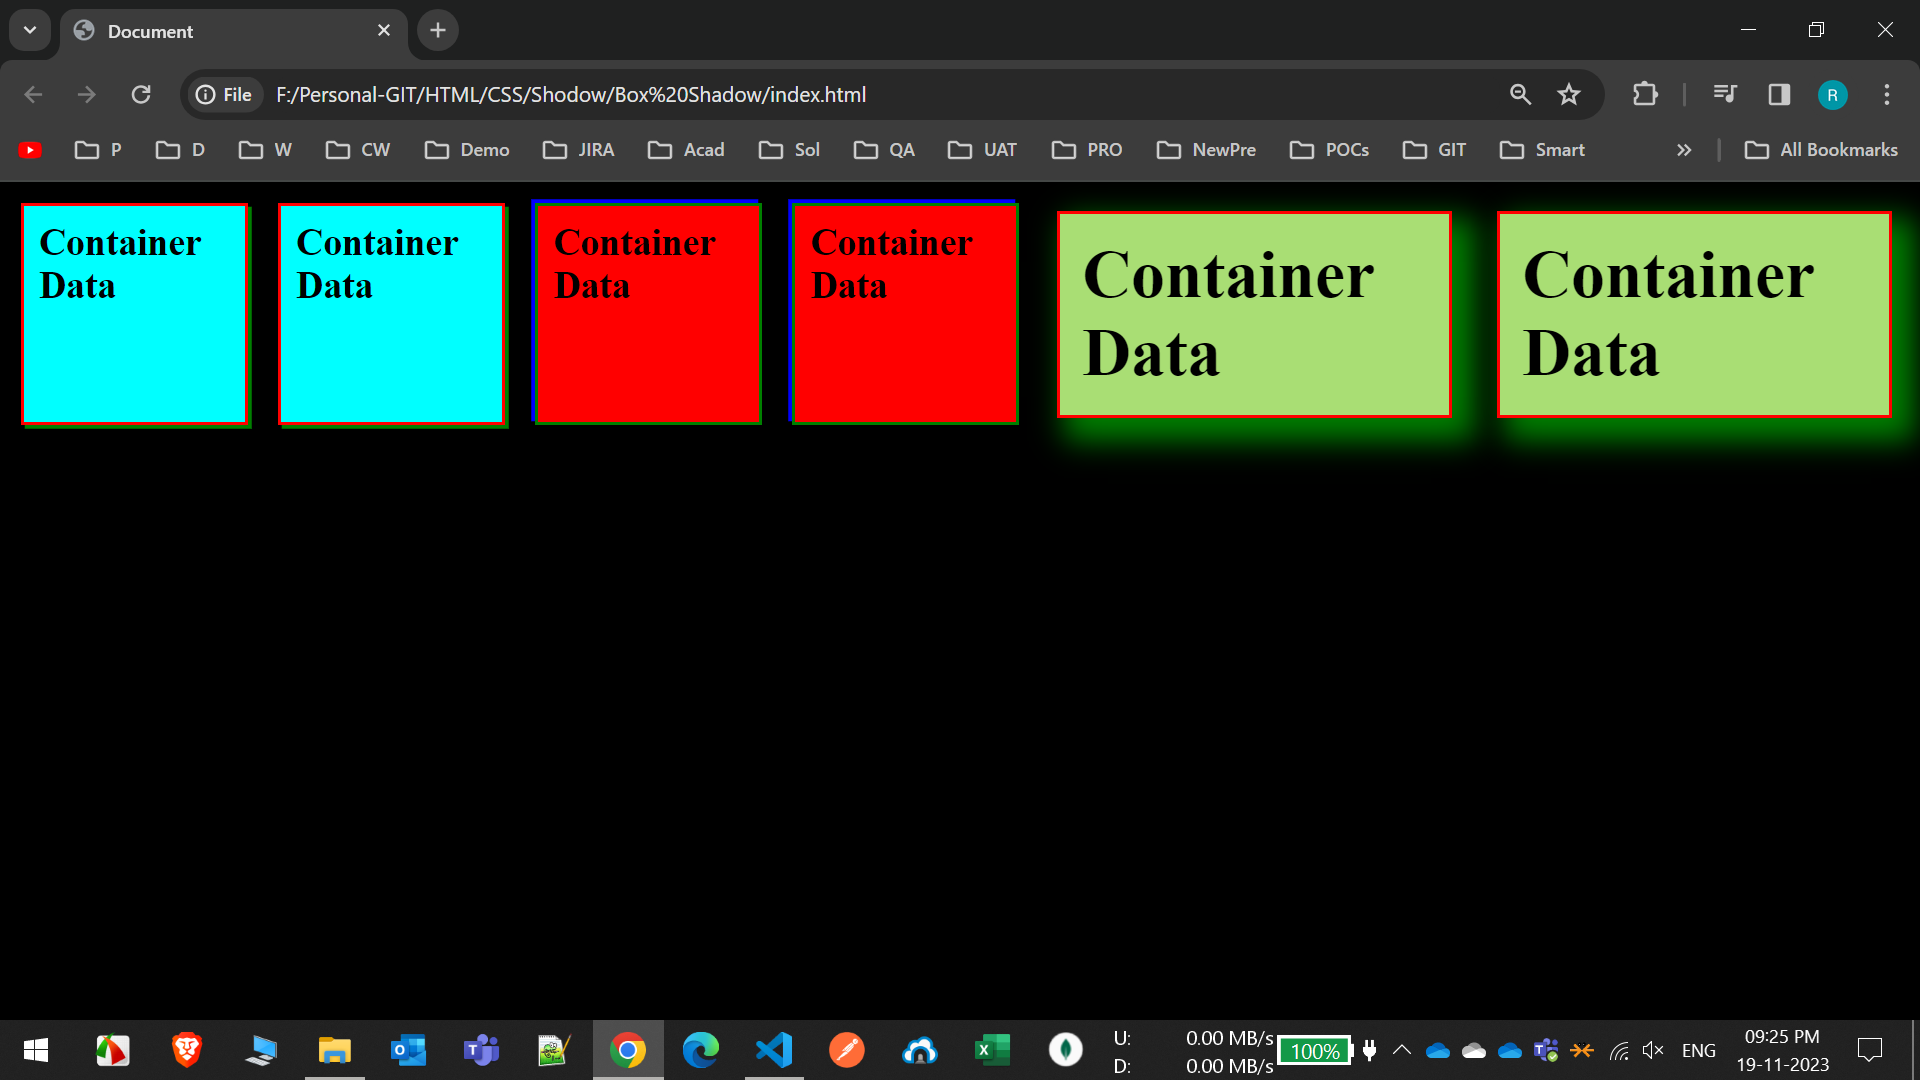 Document
File F:/Personal-GIT/HTML/CSS/Shodow/Box%20Shadow/index.html R
P D W CW Demo JIRA Acad Sol QA UAT PRO NewPre POCs GIT Smart » All Bookmarks
Container
Data
Container
Data
Container
Data
Container
Data
Container
Data
Container
Data
U: 0.00 MB/s
D: 0.00 MB/s
100%
ENG
09:25 PM
19-11-2023